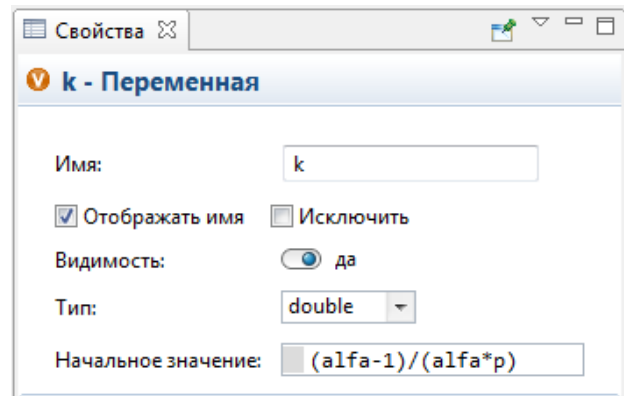 Свойства
k - Переменная
Имя: k
Отображать имя Исключить
Видимость: да
Тип: double
Начальное значение: (alfa-1)/(alfa*p)